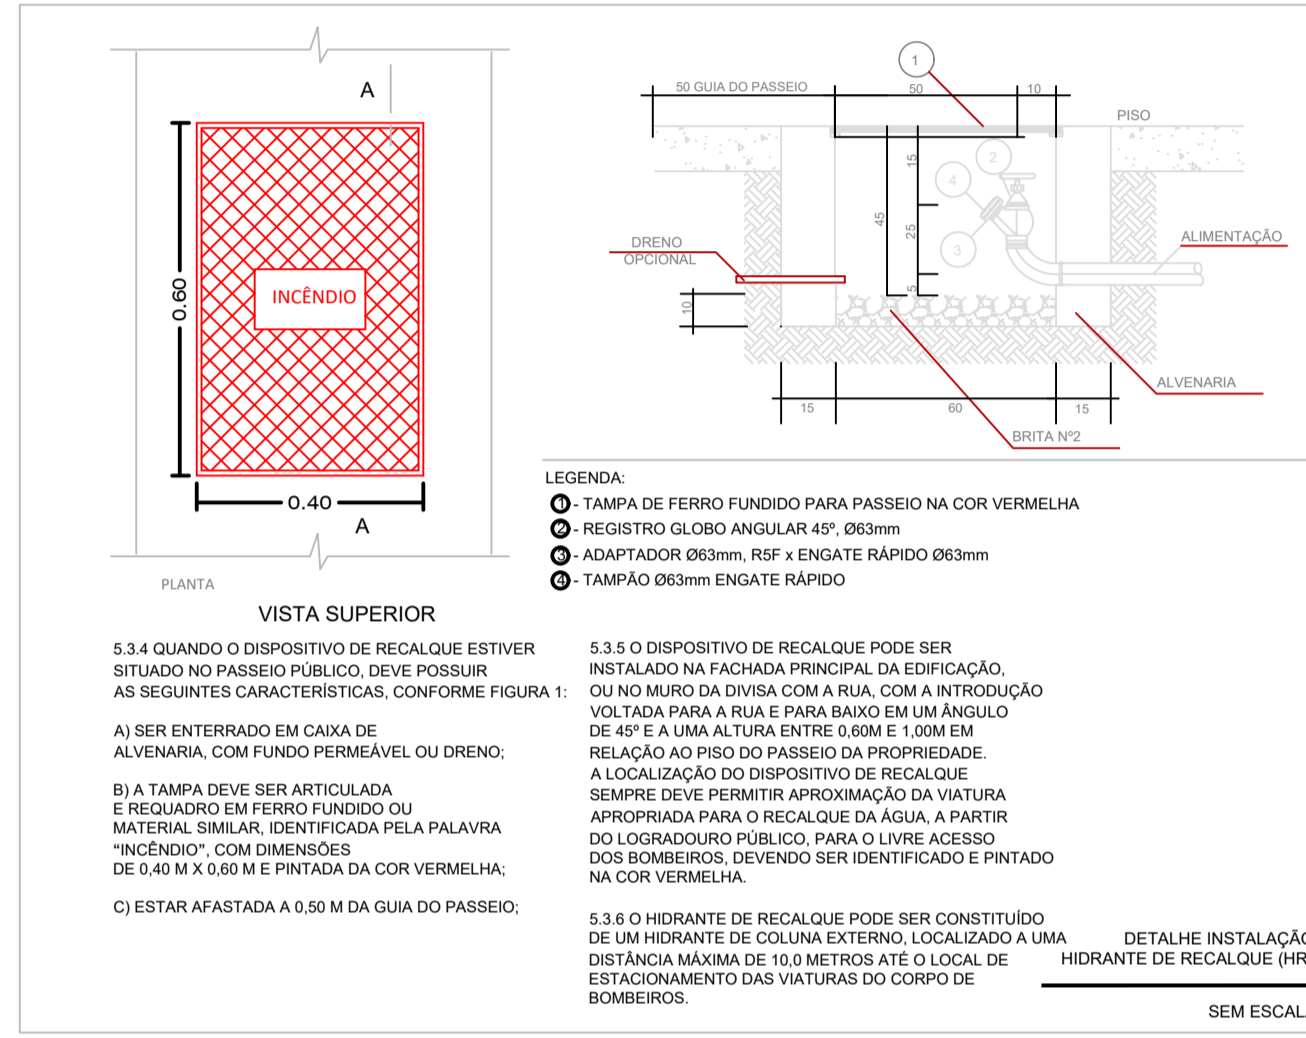 A
0.60
INCÊNDIO
0.40
A
PLANTA
VISTA SUPERIOR
1
50 GUIA DO PASSEIO
50
10
PISO
15
2
4
45
25
3
5
DRENO
OPCIONAL
10
ALIMENTAÇÃO
ALVENARIA
15
60
15
BRITA Nº2
LEGENDA:
1 - TAMPA DE FERRO FUNDIDO PARA PASSEIO NA COR VERMELHA
2 - REGISTRO GLOBO ANGULAR 45º, Ø63mm
3 - ADAPTADOR Ø63mm, R5F x ENGATE RÁPIDO Ø63mm
4 - TAMPÃO Ø63mm ENGATE RÁPIDO
5.3.4 QUANDO O DISPOSITIVO DE RECALQUE ESTIVER
SITUADO NO PASSEIO PÚBLICO, DEVE POSSUIR
AS SEGUINTES CARACTERÍSTICAS, CONFORME FIGURA 1:
A) SER ENTERRADO EM CAIXA DE
ALVENARIA, COM FUNDO PERMEÁVEL OU DRENO;
B) A TAMPA DEVE SER ARTICULADA
E REQUADRO EM FERRO FUNDIDO OU
MATERIAL SIMILAR, IDENTIFICADA PELA PALAVRA
“INCÊNDIO”, COM DIMENSÕES
DE 0,40 M X 0,60 M E PINTADA DA COR VERMELHA;
C) ESTAR AFASTADA A 0,50 M DA GUIA DO PASSEIO;
5.3.5 O DISPOSITIVO DE RECALQUE PODE SER
INSTALADO NA FACHADA PRINCIPAL DA EDIFICAÇÃO,
OU NO MURO DA DIVISA COM A RUA, COM A INTRODUÇÃO
VOLTADA PARA A RUA E PARA BAIXO EM UM ÂNGULO
DE 45º E A UMA ALTURA ENTRE 0,60M E 1,00M EM
RELAÇÃO AO PISO DO PASSEIO DA PROPRIEDADE.
A LOCALIZAÇÃO DO DISPOSITIVO DE RECALQUE
SEMPRE DEVE PERMITIR APROXIMAÇÃO DA VIATURA
APROPRIADA PARA O RECALQUE DA ÁGUA, A PARTIR
DO LOGRADOURO PÚBLICO, PARA O LIVRE ACESSO
DOS BOMBEIROS, DEVENDO SER IDENTIFICADO E PINTADO
NA COR VERMELHA.
5.3.6 O HIDRANTE DE RECALQUE PODE SER CONSTITUÍDO
DE UM HIDRANTE DE COLUNA EXTERNO, LOCALIZADO A UMA
DISTÂNCIA MÁXIMA DE 10,0 METROS ATÉ O LOCAL DE
ESTACIONAMENTO DAS VIATURAS DO CORPO DE
BOMBEIROS.
DETALHE INSTALAÇÃO
HIDRANTE DE RECALQUE (HR
SEM ESCALA